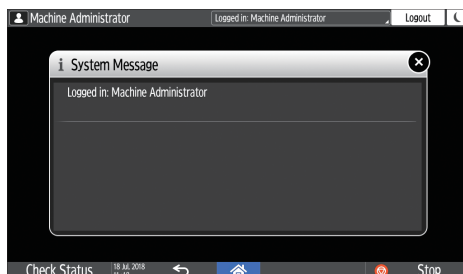 Machine Administrator
Logged in: Machine Administrator
Logout
i System Message
Logged in: Machine Administrator
Check Status
18 Jul. 2018
Stop